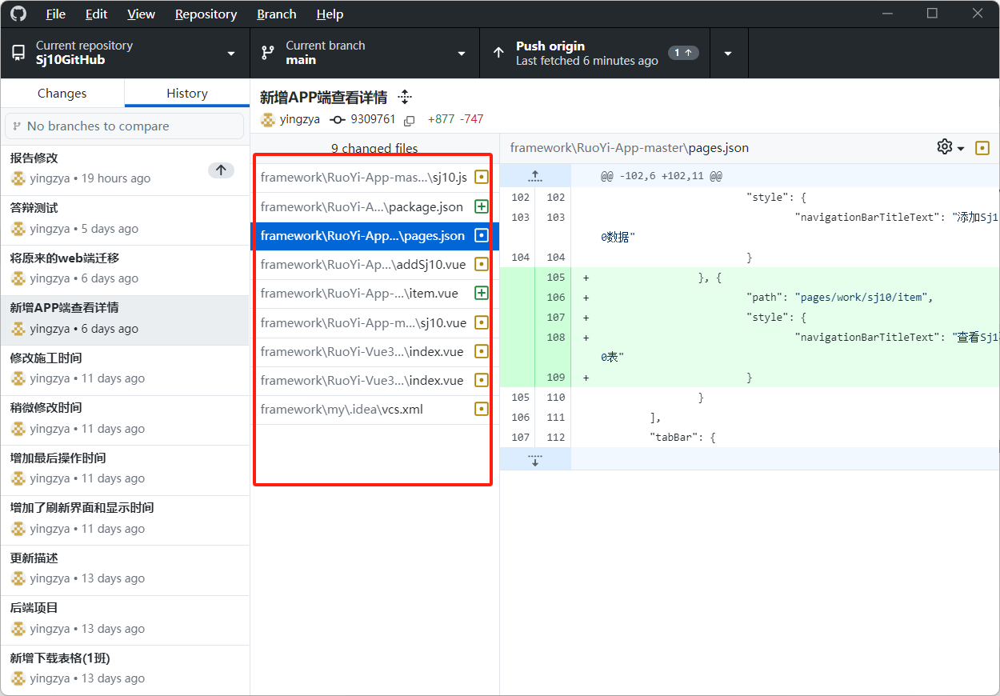 File Edit View Repository Branch Help
Current repository
Sj10GitHub
Current branch
main
Push origin
Last fetched 6 minutes ago
1
Changes
History
No branches to compare
报告修改
yingzya • 19 hours ago
答辩测试
yingzya • 5 days ago
将原来的web端迁移
yingzya • 6 days ago
新增APP端查看详情
yingzya • 6 days ago
修改施工时间
yingzya • 11 days ago
稍微修改时间
yingzya • 11 days ago
增加最后操作时间
yingzya • 11 days ago
增加了刷新界面和显示时间
yingzya • 11 days ago
更新描述
yingzya • 13 days ago
后端项目
yingzya • 13 days ago
新增下载表格(1班)
yingzya • 13 days ago
新增APP端查看详情
yingzya 9309761 +877 -747
9 changed files
framework\RuoYi-App-mas...\sj10.js
framework\RuoYi-A...\package.json
framework\RuoYi-App...\pages.json
framework\RuoYi-Ap...\addSj10.vue
framework\RuoYi-App-...\item.vue
framework\RuoYi-App-m...\sj10.vue
framework\RuoYi-Vue3...\index.vue
framework\RuoYi-Vue3...\index.vue
framework\my\.idea\vcs.xml
framework\RuoYi-App-master\pages.json
@@ -102,6 +102,11 @@
102 102 "style": {
103 103 "navigationBarTitleText": "添加Sj1
0数据"
104 104 }
105 + }, {
106 + "path": "pages/work/sj10/item",
107 + "style": {
108 + "navigationBarTitleText": "查看Sj1
0表"
109 + }
105 110 }
106 111 ],
107 112 "tabBar": {